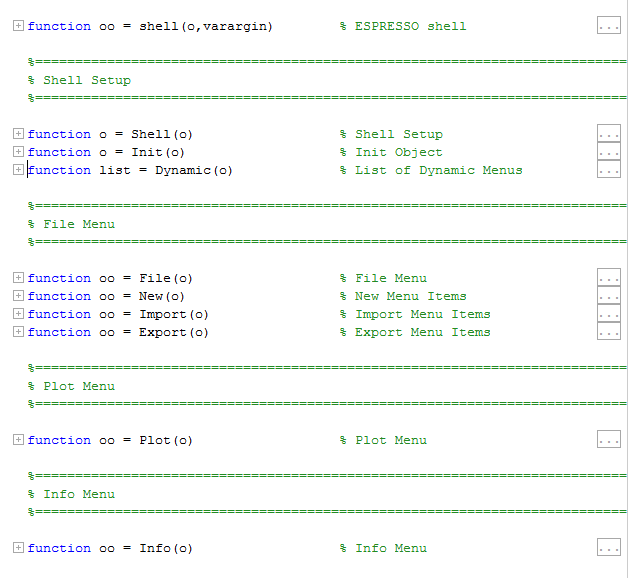 function oo = shell(o,varargin)         % ESPRESSO shell                ...
%===========================================================================
% Shell Setup
%===========================================================================
function o = Shell(o)                   % Shell Setup                   ...
function o = Init(o)                    % Init Object                   ...
function list = Dynamic(o)              % List of Dynamic Menus         ...
%===========================================================================
% File Menu
%===========================================================================
function oo = File(o)                   % File Menu                     ...
function oo = New(o)                    % New Menu Items                ...
function oo = Import(o)                 % Import Menu Items             ...
function oo = Export(o)                 % Export Menu Items             ...
%===========================================================================
% Plot Menu
%===========================================================================
function oo = Plot(o)                   % Plot Menu                     ...
%===========================================================================
% Info Menu
%===========================================================================
function oo = Info(o)                   % Info Menu                     ...